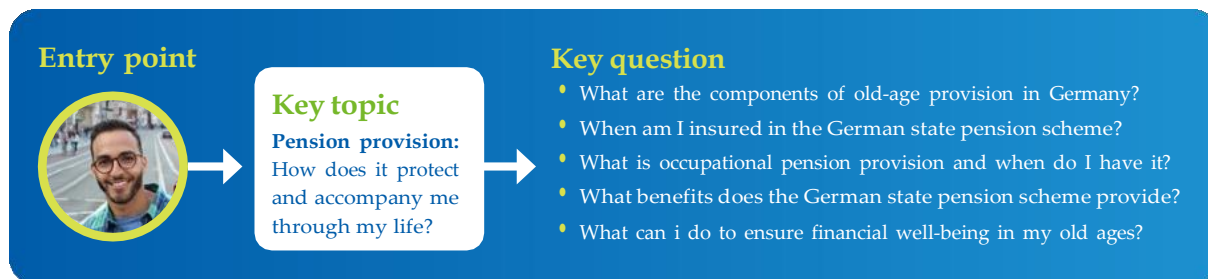 Entry point
Key topic
Pension provision:
How does it protect
and accompany me
through my life?
Key question
• What are the components of old-age provision in Germany?
• When am I insured in the German state pension scheme?
• What is occupational pension provision and when do I have it?
• What benefits does the German state pension scheme provide?
• What can i do to ensure financial well-being in my old ages?